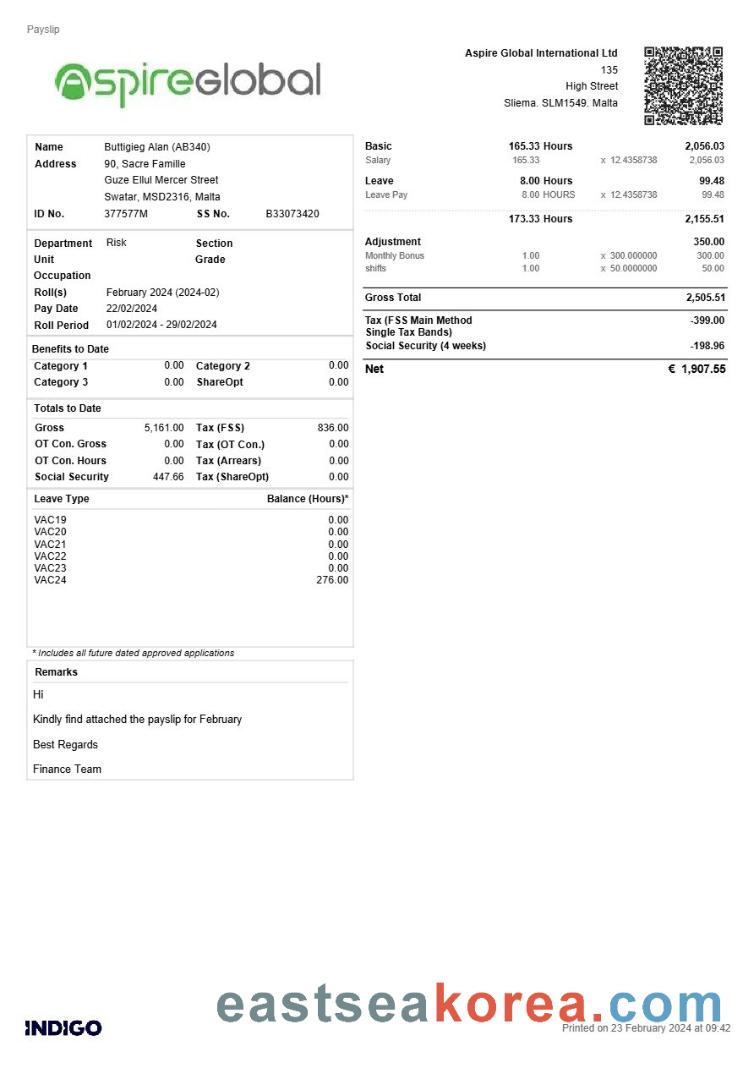 Payslip
AspireGlobal
Aspire Global International Ltd
135
High Street
Sliema. SLM1549. Malta
Name Buttigieg Alan (AB340)
Address 90, Sacre Famille
Guze Ellul Mercer Street
Swatar, MSD2316, Malta
ID No. 377577M SS No. B33073420
Department Risk Section
Unit Grade
Occupation
Roll(s) February 2024 (2024-02)
Pay Date 22/02/2024
Roll Period 01/02/2024 - 29/02/2024
Benefits to Date
Category 1 0.00 Category 2 0.00
Category 3 0.00 ShareOpt 0.00
Totals to Date
Gross 5,161.00 Tax (FSS) 836.00
OT Con. Gross 0.00 Tax (OT Con.) 0.00
OT Con. Hours 0.00 Tax (Arrears) 0.00
Social Security 447.66 Tax (ShareOpt) 0.00
Leave Type Balance (Hours)*
VAC19 0.00
VAC20 0.00
VAC21 0.00
VAC22 0.00
VAC23 0.00
VAC24 276.00
* Includes all future dated approved applications
Remarks
Hi
Kindly find attached the payslip for February
Best Regards
Finance Team
Basic 165.33 Hours 2,056.03
Salary 165.33 x 12.4358738 2,056.03
Leave 8.00 Hours 99.48
Leave Pay 8.00 HOURS x 12.4358738 99.48
173.33 Hours 2,155.51
Adjustment 350.00
Monthly Bonus 1.00 x 300.000000 300.00
shifts 1.00 x 50.0000000 50.00
Gross Total 2,505.51
Tax (FSS Main Method -399.00
Single Tax Bands)
Social Security (4 weeks) -198.96
Net € 1,907.55
eastseakorea.com
INDIGO
Printed on 23 February 2024 at 09:42